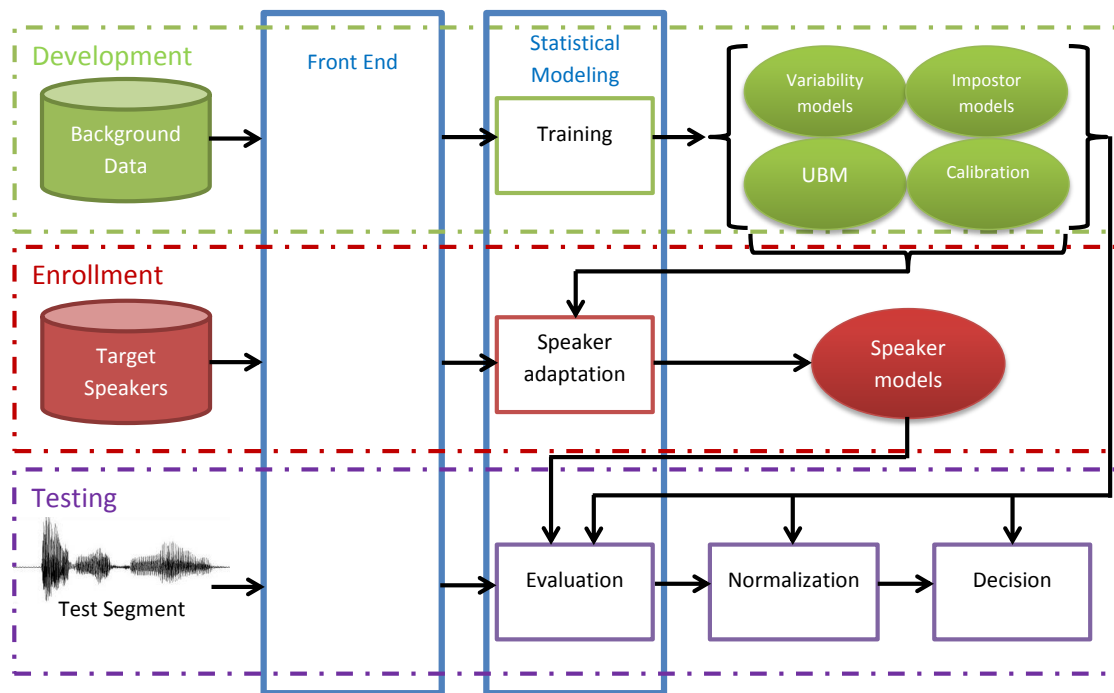 Development
Front End
Statistical
Modeling
Background
Data
Training
Variability
models
Impostor
models
UBM
Calibration
Enrollment
Target
Speakers
Speaker
adaptation
Speaker
models
Testing
Test Segment
Evaluation
Normalization
Decision